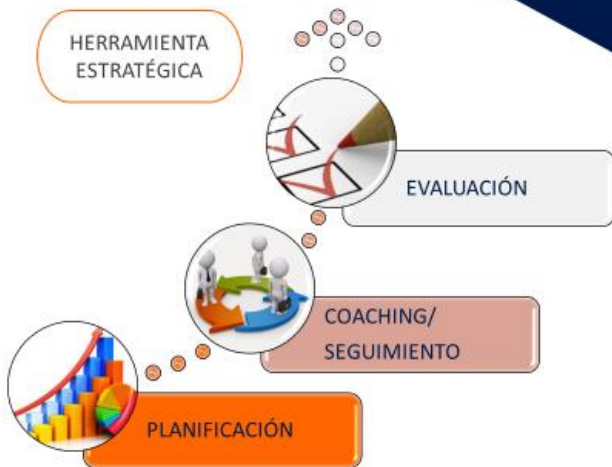 HERRAMIENTA
ESTRATÉGICA
EVALUACIÓN
COACHING/
SEGUIMIENTO
PLANIFICACIÓN